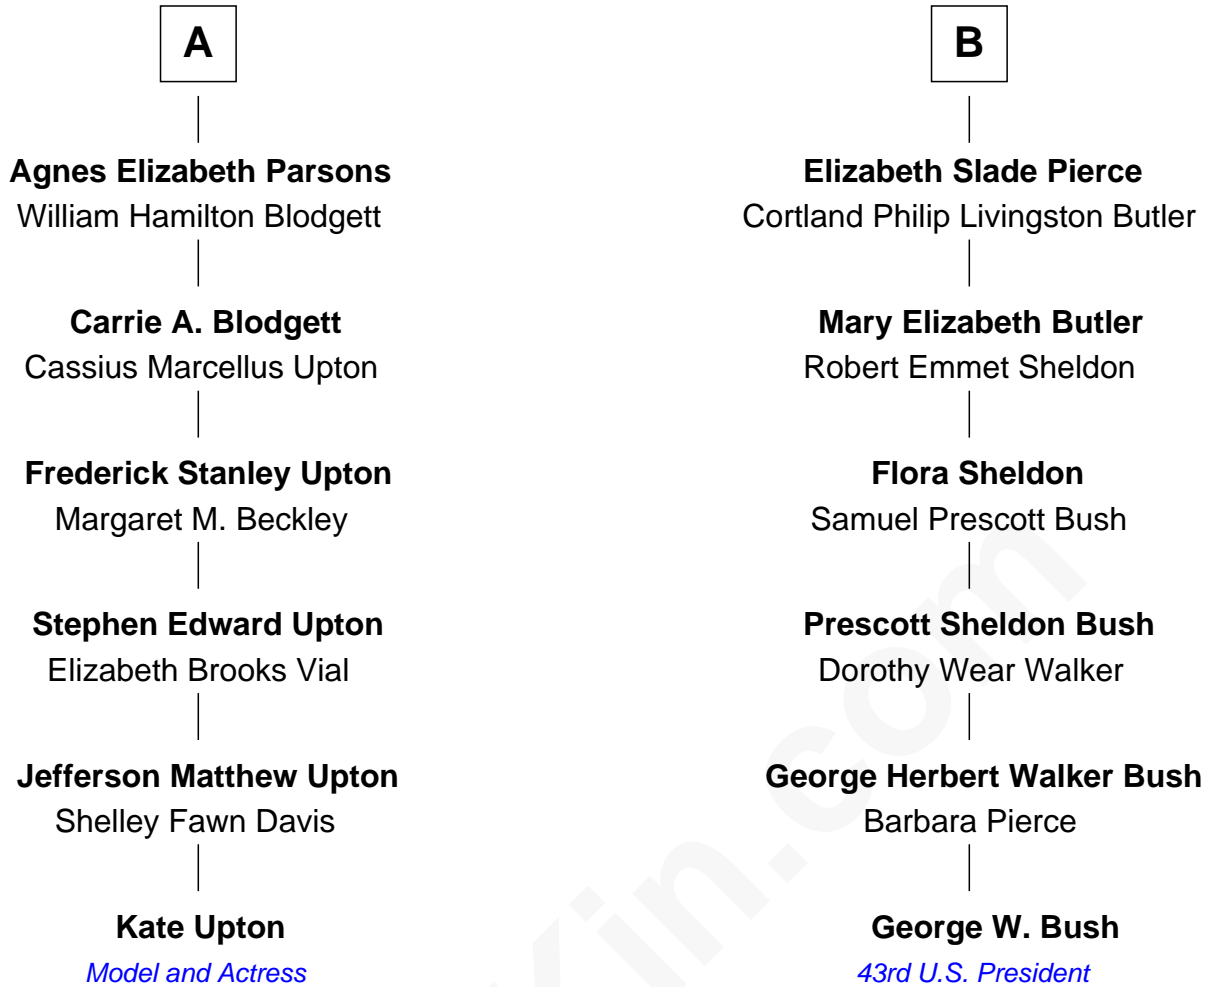 A
Agnes Elizabeth Parsons
William Hamilton Blodgett
Carrie A. Blodgett
Cassius Marcellus Upton
Frederick Stanley Upton
Margaret M. Beckley
Stephen Edward Upton
Elizabeth Brooks Vial
Jefferson Matthew Upton
Shelley Fawn Davis
Kate Upton
Model and Actress
B
Elizabeth Slade Pierce
Cortland Philip Livingston Butler
Mary Elizabeth Butler
Robert Emmet Sheldon
Flora Sheldon
Samuel Prescott Bush
Prescott Sheldon Bush
Dorothy Wear Walker
George Herbert Walker Bush
Barbara Pierce
George W. Bush
43rd U.S. President